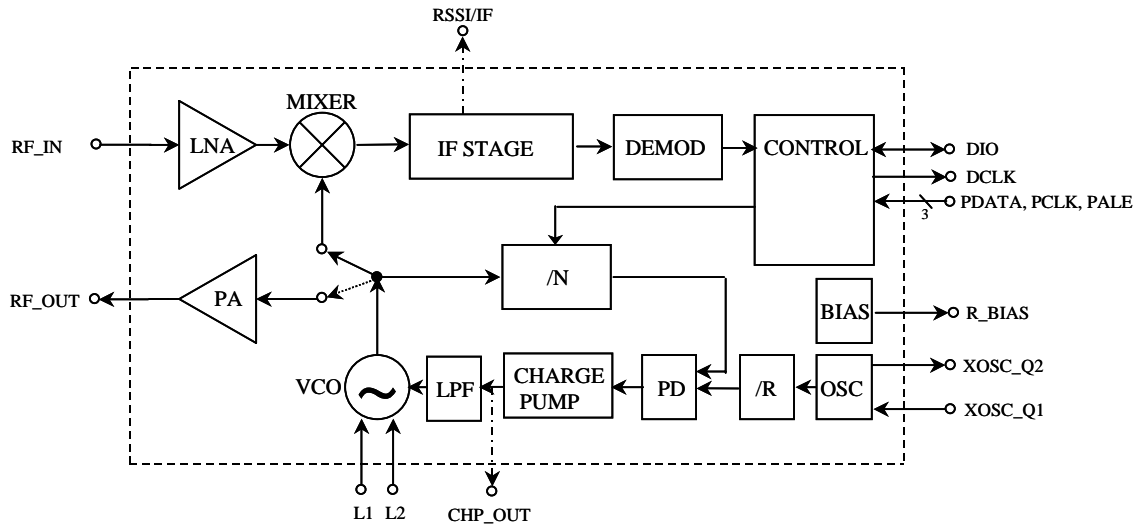 RSSI/IF
MIXER
RF_IN
LNA
IF STAGE
DEMOD
CONTROL
DIO
DCLK
PDATA, PCLK, PALE
3
/N
RF_OUT
PA
BIAS
R_BIAS
VCO
~
LPF
CHARGE
PUMP
PD
/R
OSC
XOSC_Q2
XOSC_Q1
L1
L2
CHP_OUT